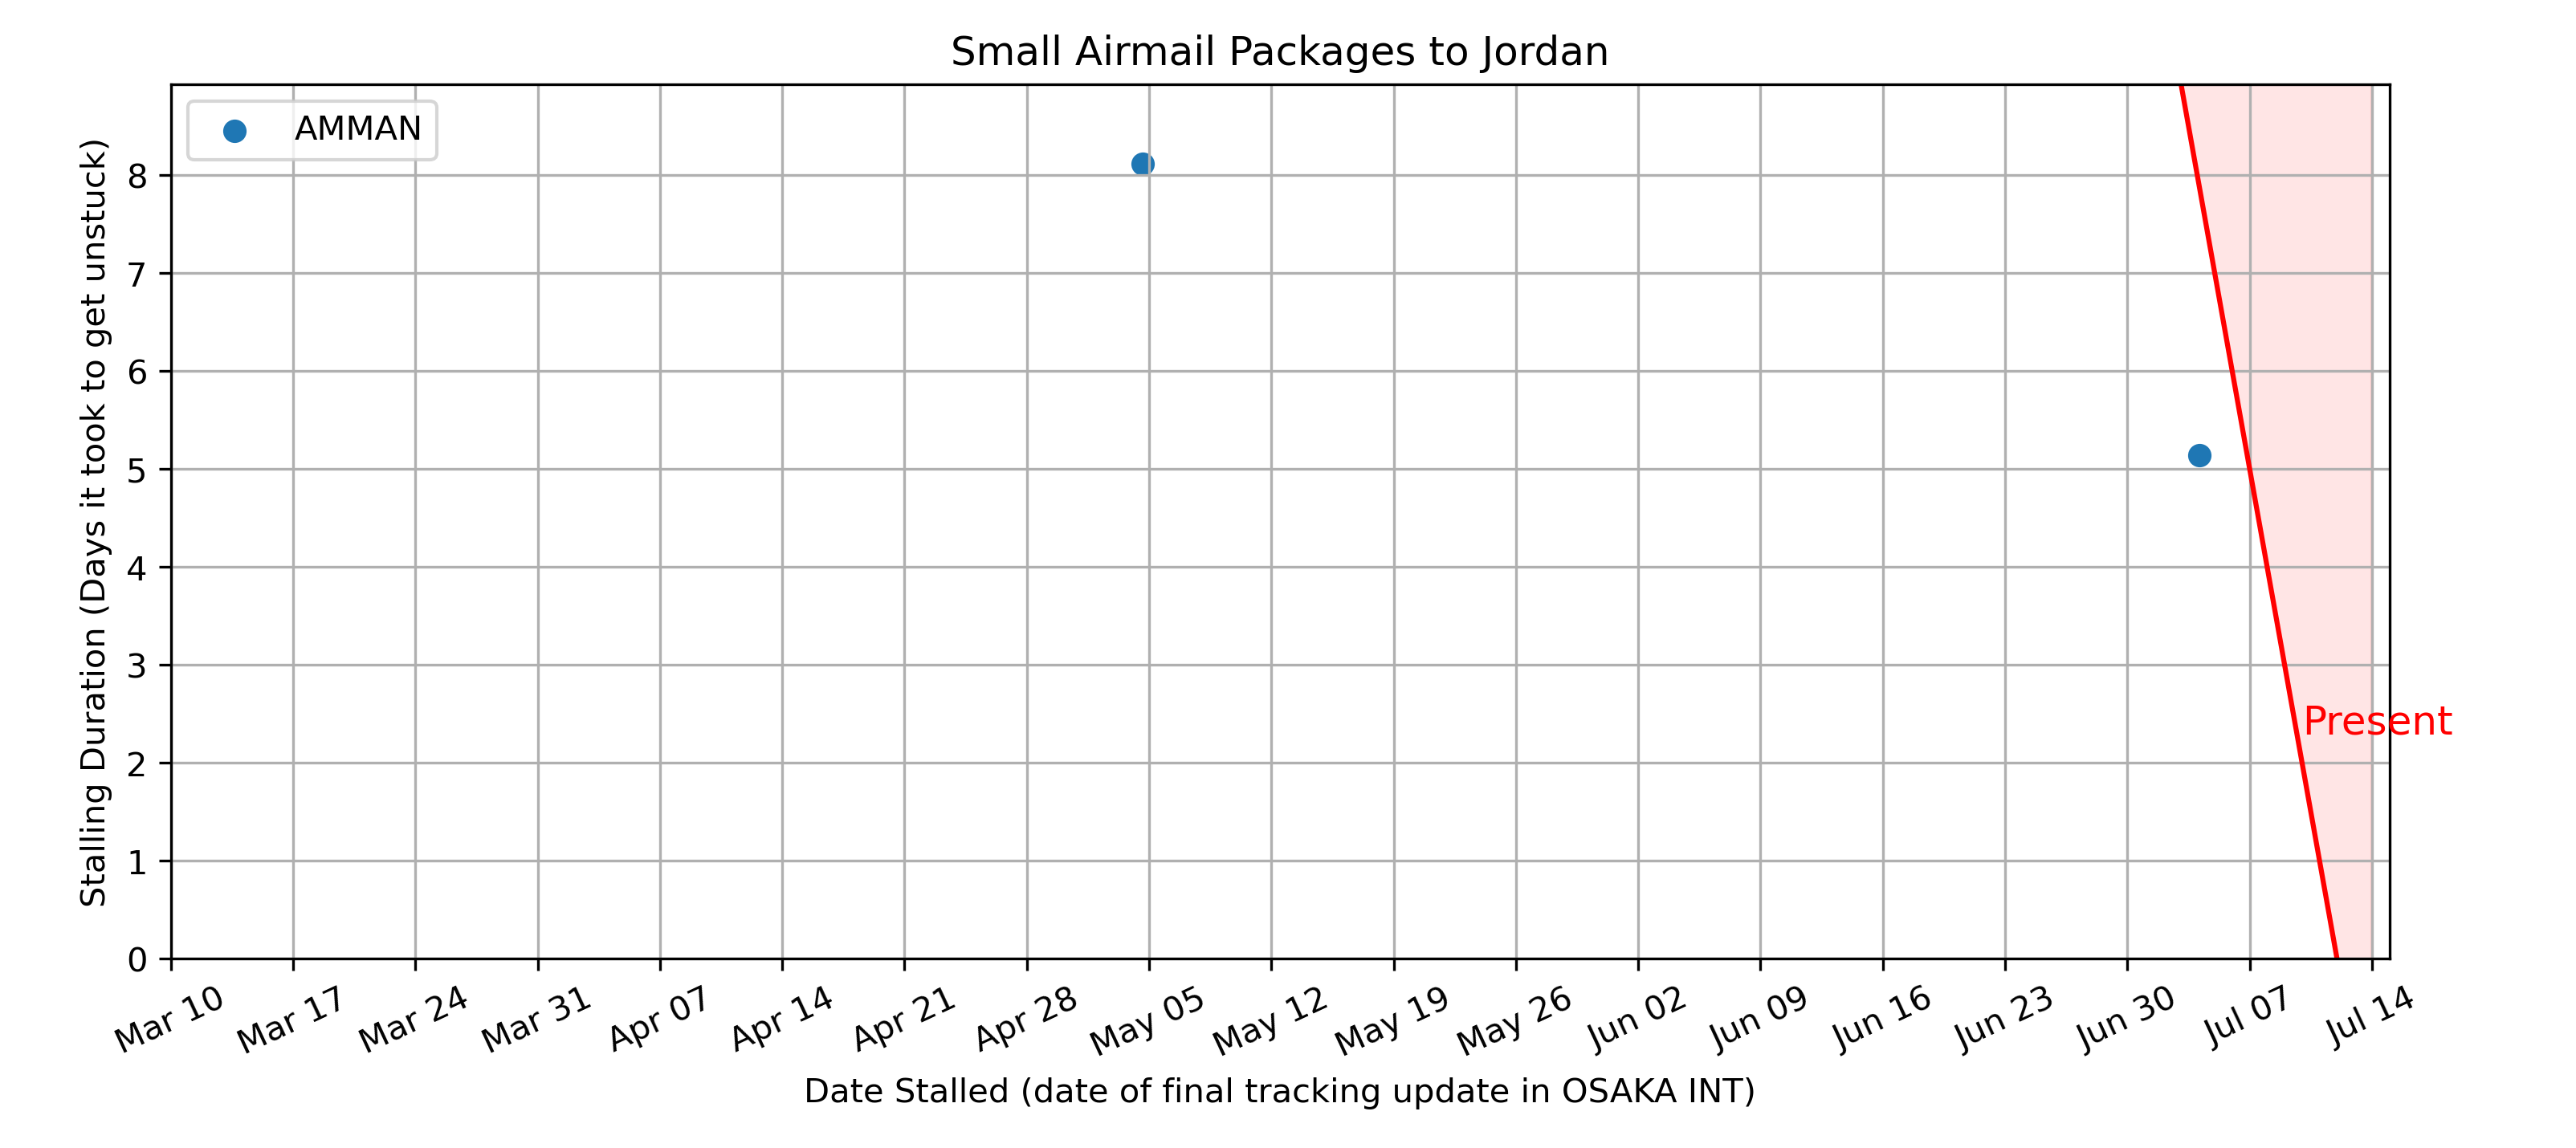 Small Airmail Packages to Jordan
AMMAN
Stalling Duration (Days it took to get unstuck)
8
7
6
5
4
3
2
1
0
Present
Mar 10 Mar 17 Mar 24 Mar 31 Apr 07 Apr 14 Apr 21 Apr 28 May 05 May 12 May 19 May 26 Jun 02 Jun 09 Jun 16 Jun 23 Jun 30 Jul 07 Jul 14
Date Stalled (date of final tracking update in OSAKA INT)